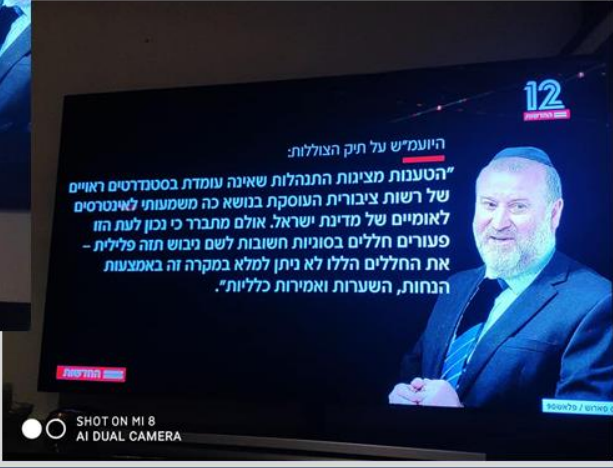 12
החדשות
היועמ"ש על תיק הצוללות:
"הטענות מציגות התנהלות שאינה עומדת בסטנדרטים ראויים
של רשות ציבורית העוסקת בנושא כה משמעותי לאינטרסים
לאומיים של מדינת ישראל. אולם מתברר כי נכון לעת הזו
פעורים חללים בסוגיות חשובות לשם גיבוש תזה פלילית –
את החללים הללו לא ניתן למלא במקרה זה באמצעות
הנחות, השערות ואמירות כלליות".
החדשות
פלאש90
SHOT ON MI 8
AI DUAL CAMERA